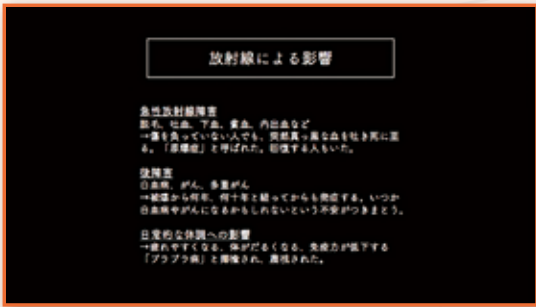 放射線による影響
急性放射線障害
脱毛、吐血、下血、紫血、内出血など
→傷を負っていない人でも、突然真っ黒な血を吐き死に至
る。「原爆症」と呼ばれた。回復する人もいた。
後障害
白血病、がん、多重がん
→被爆から何年、何十年と経ってからも発症する。いつか
白血病やがんになるかもしれないという不安がつきまとう。
日常的な体調への影響
→疲れやすくなる、体がだるくなる、免疫力が低下する
「ブラブラ病」と揶揄され、蔑視された。